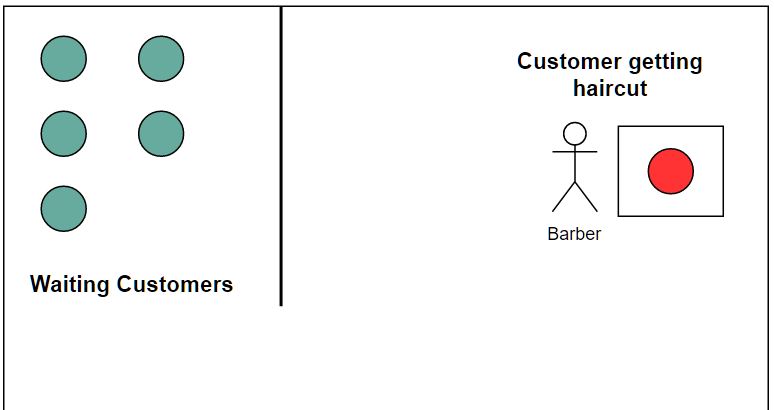 Customer getting
haircut
Barber
Waiting Customers